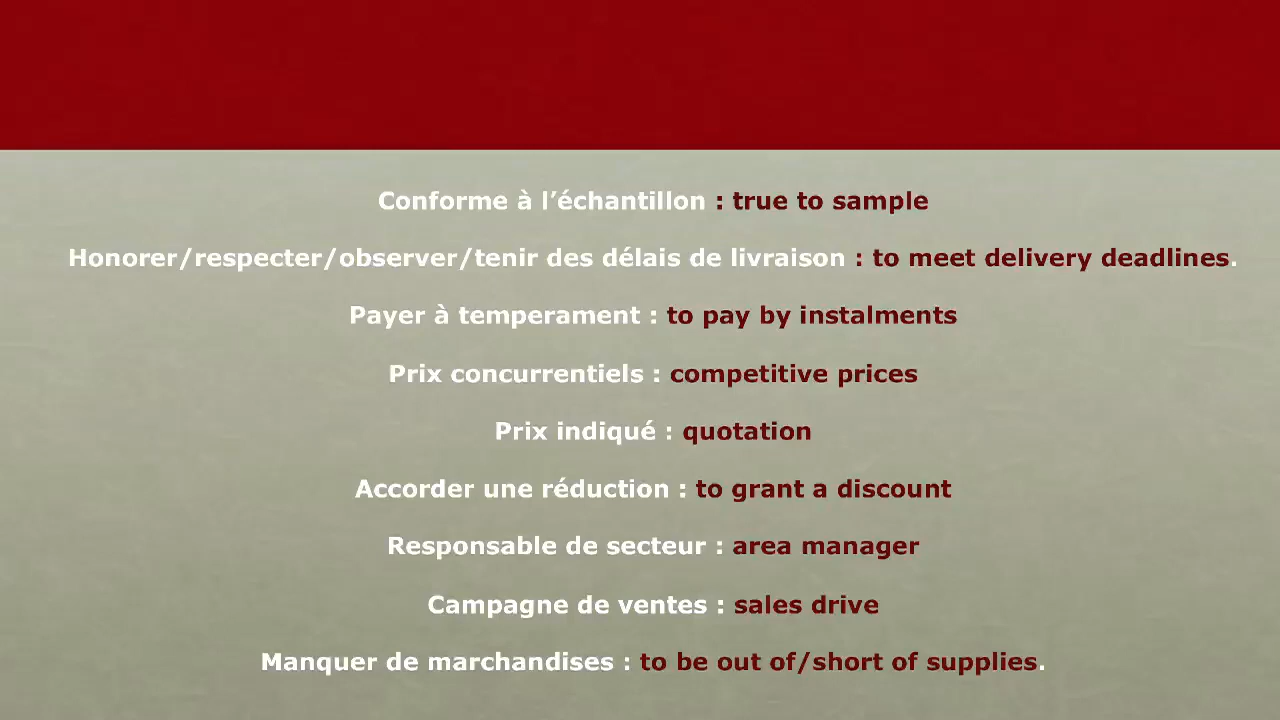 Conforme à l’échantillon : true to sample
Honorer/respecter/observer/tenir des délais de livraison : to meet delivery deadlines.
Payer à temperament : to pay by instalments
Prix concurrentiels : competitive prices
Prix indiqué : quotation
Accorder une réduction : to grant a discount
Responsable de secteur : area manager
Campagne de ventes : sales drive
Manquer de marchandises : to be out of/short of supplies.